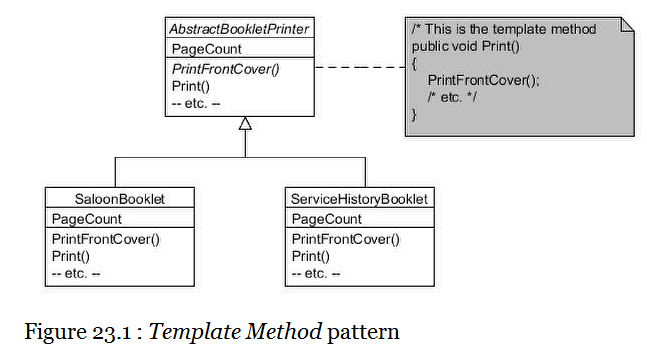 AbstractBookletPrinter
PageCount
PrintFrontCover()
Print()
-- etc. --
/* This is the template method
public void Print()
{
PrintFrontCover();
/* etc. */
}
SaloonBooklet
PageCount
PrintFrontCover()
Print()
-- etc. --
ServiceHistoryBooklet
PageCount
PrintFrontCover()
Print()
-- etc. --
Figure 23.1 : Template Method pattern